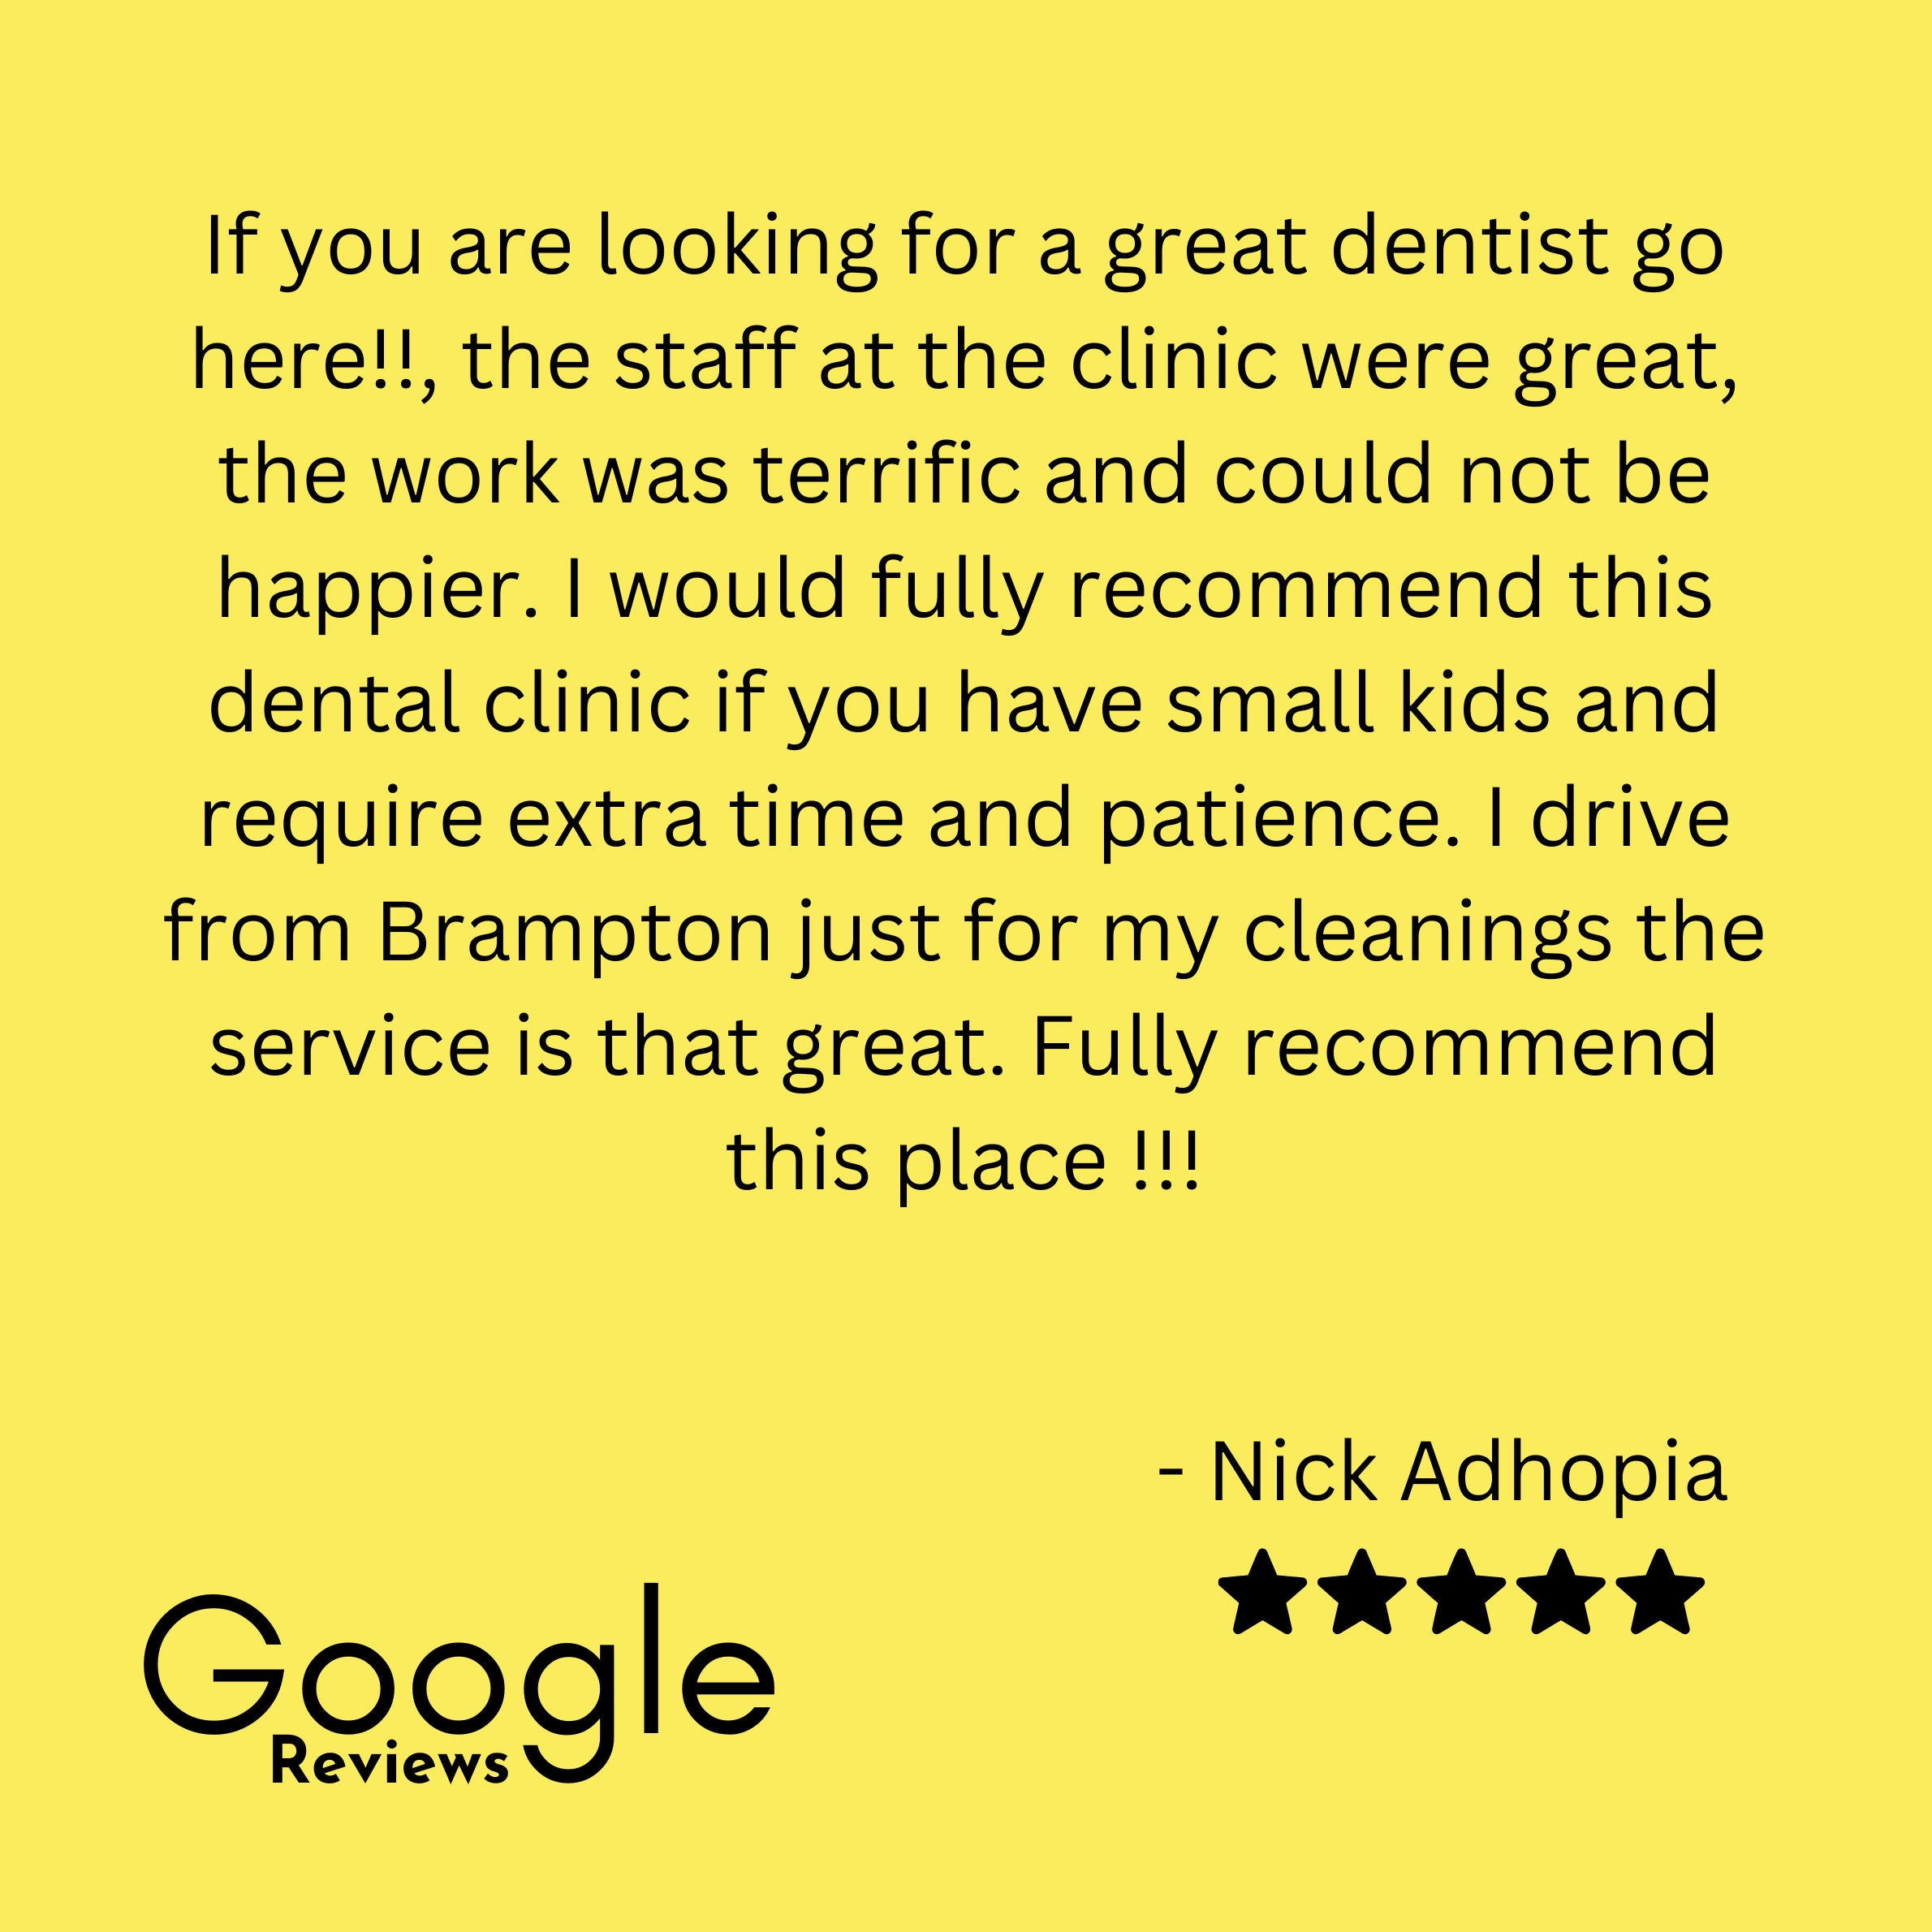 If you are looking for a great dentist go
here!!, the staff at the clinic were great,
the work was terrific and could not be
happier. I would fully recommend this
dental clinic if you have small kids and
require extra time and patience. I drive
from Brampton just for my cleanings the
service is that great. Fully recommend
this place !!!
- Nick Adhopia
Google
Reviews